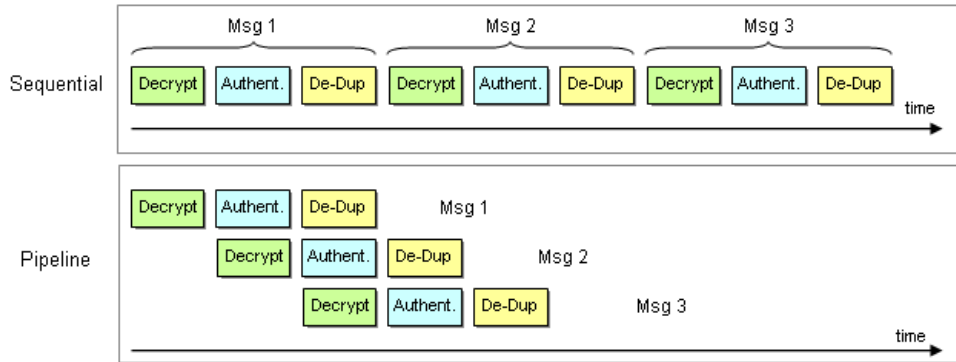 Msg 1 Msg 2 Msg 3
Sequential Decrypt Authent. De-Dup Decrypt Authent. De-Dup Decrypt Authent. De-Dup
time
Decrypt Authent. De-Dup Msg 1
Pipeline Decrypt Authent. De-Dup Msg 2
Decrypt Authent. De-Dup Msg 3
time